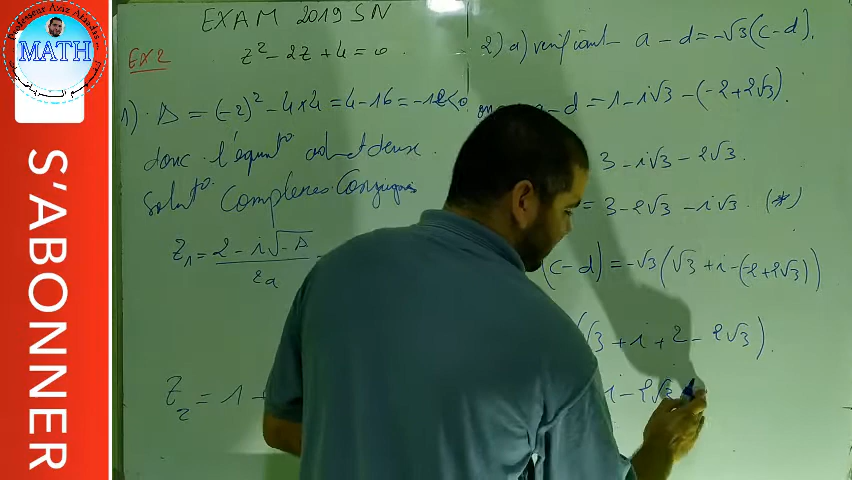 Professeur Aziz Alaidi
MATH
S'ABONNER
EXAM 2019 SN
EX2
z² - 2z + 4 = 0
1) · Δ = (-2)² - 4×4 = 4 - 16 = -12 < 0
donc l'équat° admet deux
solut° Complexes Conjugués
Z₁ = (2 - i√-Δ)/2a
Z₂ = 1 +
2) a) vérifiant a - d = -√3(c - d).
a - d = 1 - i√3 - (-2 + 2√3).
3 - i√3 - 2√3.
= 3 - 2√3 - i√3. (*)
(c - d) = -√3(√3 + i - (-2 + 2√3))
(√3 + i + 2 - 2√3).
i - 2√3